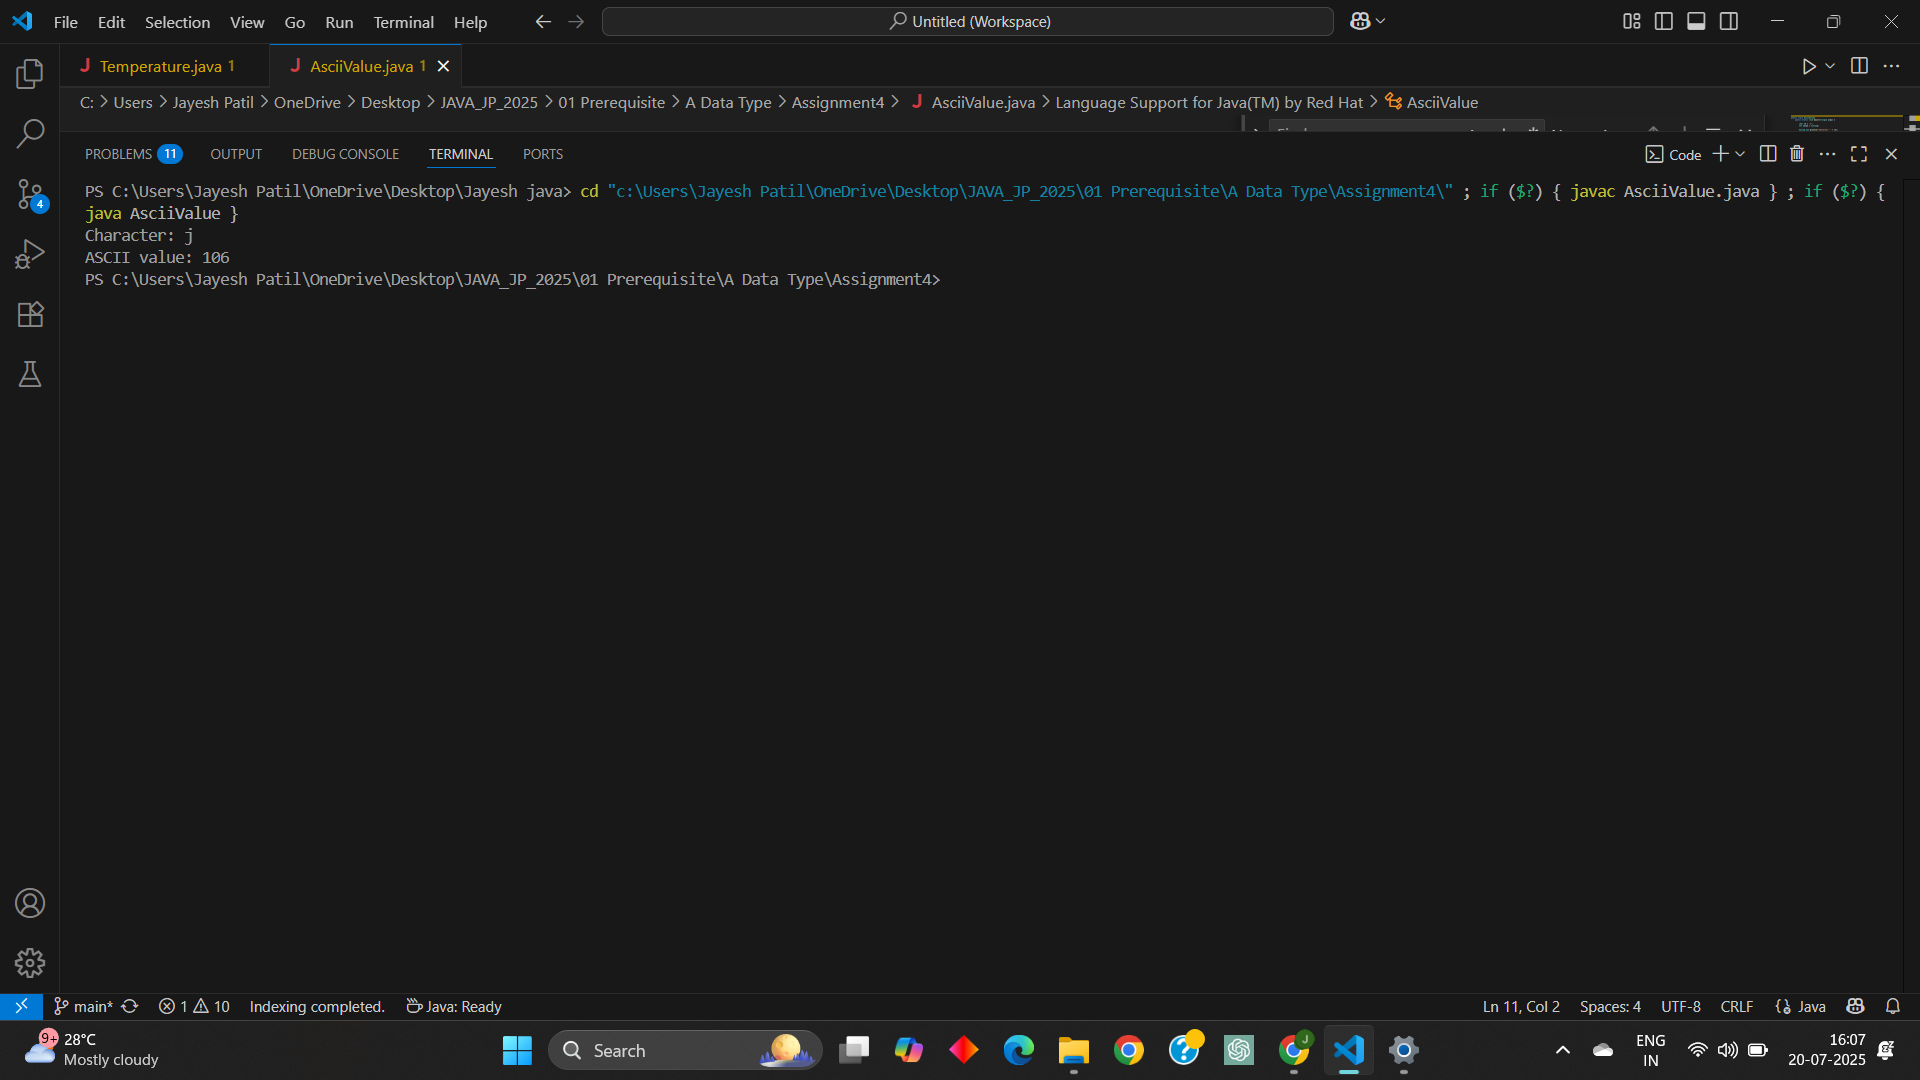 File Edit Selection View Go Run Terminal Help Untitled (Workspace)
Temperature.java 1 AsciiValue.java 1
C: > Users > Jayesh Patil > OneDrive > Desktop > JAVA_JP_2025 > 01 Prerequisite > A Data Type > Assignment4 > AsciiValue.java > Language Support for Java(TM) by Red Hat > AsciiValue
PROBLEMS 11 OUTPUT DEBUG CONSOLE TERMINAL PORTS Code
PS C:\Users\Jayesh Patil\OneDrive\Desktop\Jayesh java> cd "c:\Users\Jayesh Patil\OneDrive\Desktop\JAVA_JP_2025\01 Prerequisite\A Data Type\Assignment4\" ; if ($?) { javac AsciiValue.java } ; if ($?) {
java AsciiValue }
Character: j
ASCII value: 106
PS C:\Users\Jayesh Patil\OneDrive\Desktop\JAVA_JP_2025\01 Prerequisite\A Data Type\Assignment4>
4
main* 1 10 Indexing completed. Java: Ready Ln 11, Col 2 Spaces: 4 UTF-8 CRLF Java
9+ 28°C
Mostly cloudy
Search
J
ENG
IN
16:07
20-07-2025